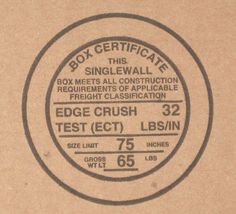 BOX CERTIFICATE
THIS
SINGLEWALL
BOX MEETS ALL CONSTRUCTION
REQUIREMENTS OF APPLICABLE
FREIGHT CLASSIFICATION
EDGE CRUSH 32
TEST (ECT) LBS/IN
SIZE LIMIT 75 INCHES
GROSS
WT LT 65 LBS